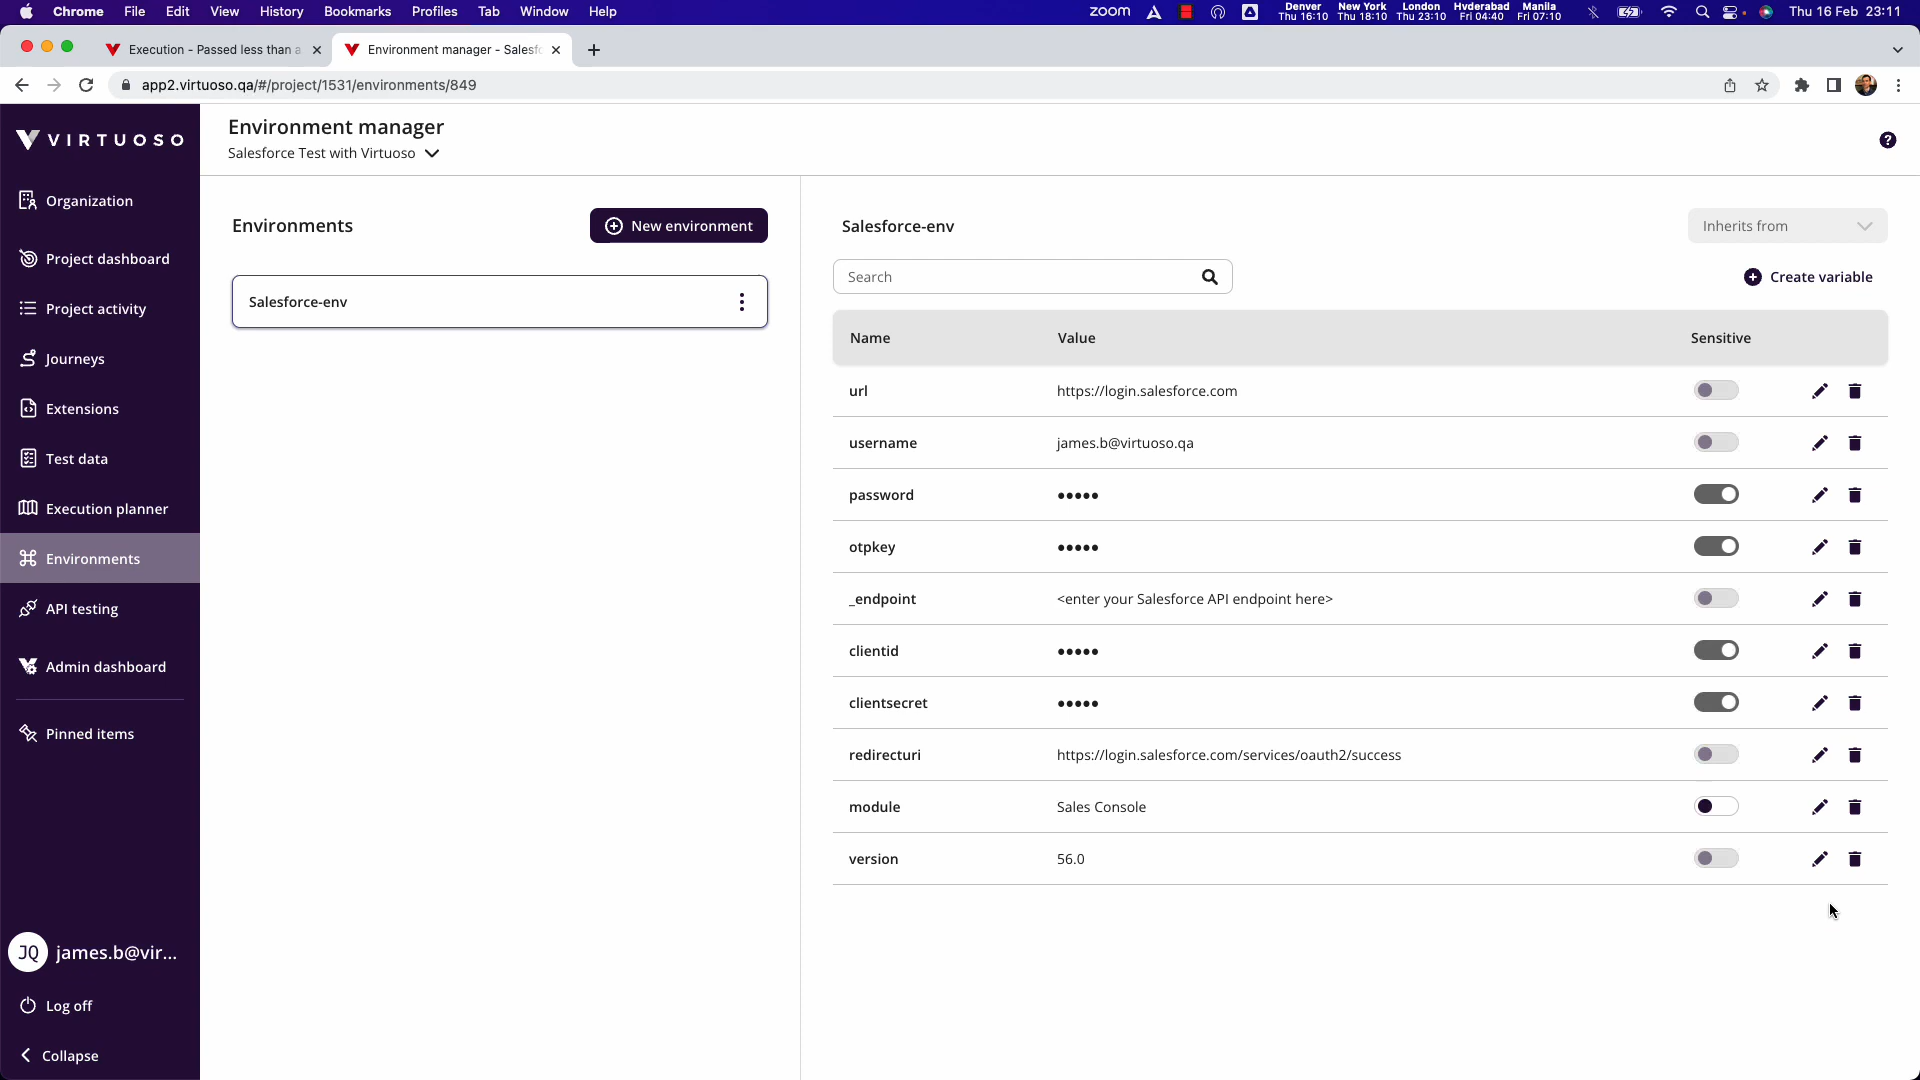 Chrome File Edit View History Bookmarks Profiles Tab Window Help
zoom
Denver Thu 16:10
New York Thu 18:10
London Thu 23:10
Hyderabad Fri 04:40
Manila Fri 07:10
Thu 16 Feb 23:11
Execution - Passed less than a
Environment manager - Salesfo
app2.virtuoso.qa/#/project/1531/environments/849
VIRTUOSO
Organization
Project dashboard
Project activity
Journeys
Extensions
Test data
Execution planner
Environments
API testing
Admin dashboard
Pinned items
JQ james.b@vir...
Log off
Collapse
Environment manager
Salesforce Test with Virtuoso
?
Environments
New environment
Salesforce-env
Salesforce-env
Inherits from
Search
Create variable
Name Value Sensitive
url https://login.salesforce.com
username james.b@virtuoso.qa
password •••••
otpkey •••••
_endpoint <enter your Salesforce API endpoint here>
clientid •••••
clientsecret •••••
redirecturi https://login.salesforce.com/services/oauth2/success
module Sales Console
version 56.0